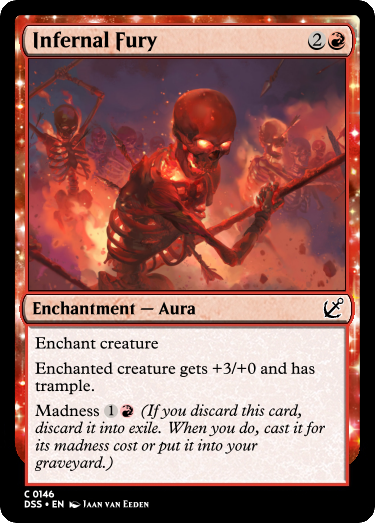 Infernal Fury 2
Enchantment — Aura
Enchant creature
Enchanted creature gets +3/+0 and has
trample.
Madness 1 (If you discard this card,
discard it into exile. When you do, cast it for
its madness cost or put it into your
graveyard.)
C 0146
DSS • EN Jaan van Eeden